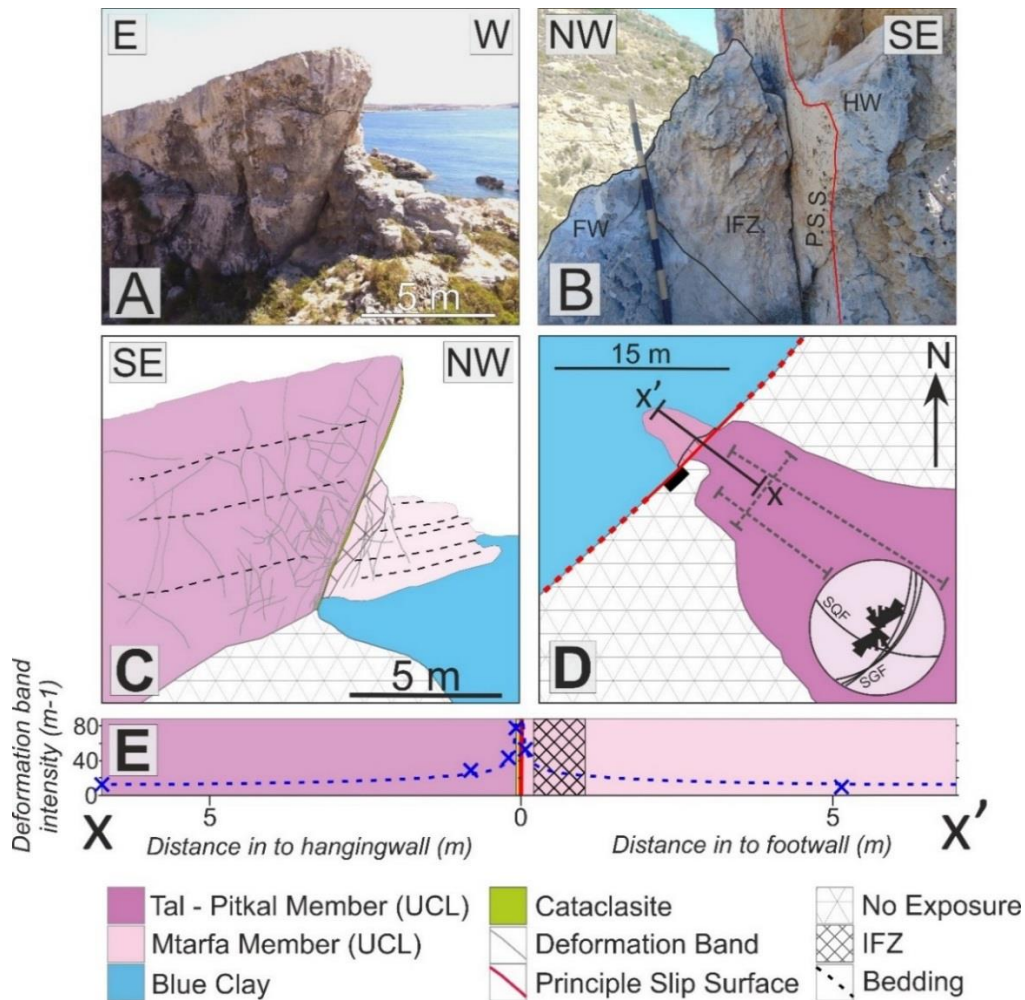 E
W
A
5 m
NW
SE
HW
FW
IFZ
P.S.S.
B
SE
NW
C
5 m
15 m
N
x'
x
SQF
SGF
D
Deformation band
intensity (m-1)
E
80
40
0
5
0
5
X
Distance in to hangingwall (m)
Distance in to footwall (m)
X'
Tal - Pitkal Member (UCL)
Cataclasite
No Exposure
Mtarfa Member (UCL)
Deformation Band
IFZ
Blue Clay
Principle Slip Surface
Bedding